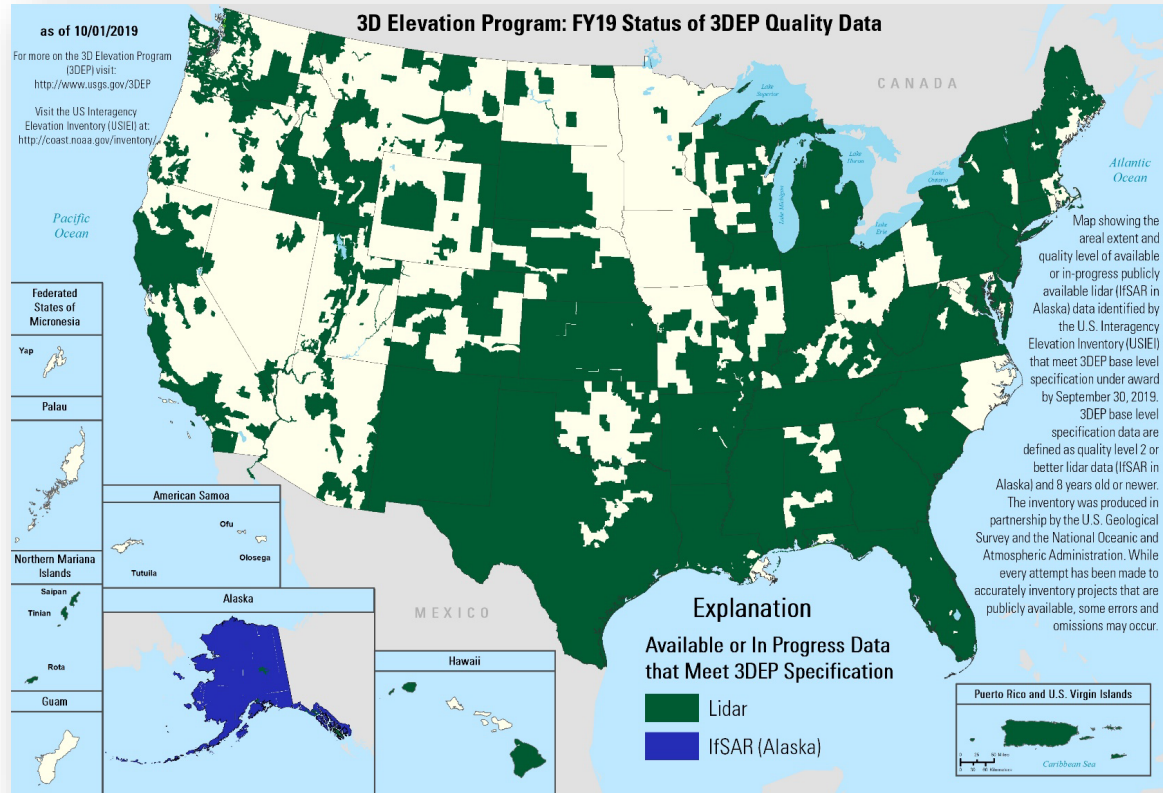 3D Elevation Program: FY19 Status of 3DEP Quality Data
as of 10/01/2019
For more on the 3D Elevation Program
(3DEP) visit:
http://www.usgs.gov/3DEP
Visit the US Interagency
Elevation Inventory (USIEI) at:
http://coast.noaa.gov/inventory/
CANADA
Lake
Superior
Lake
Huron
Lake
Ontario
Lake Michigan
Lake
Erie
Atlantic
Ocean
Pacific
Ocean
Map showing the
areal extent and
quality level of available
or in-progress publicly
available lidar (IfSAR in
Alaska) data identified by
the U.S. Interagency
Elevation Inventory (USIEI)
that meet 3DEP base level
specification under award
by September 30, 2019.
3DEP base level
specification data are
defined as quality level 2 or
better lidar data (IfSAR in
Alaska) and 8 years old or newer.
The inventory was produced in
partnership by the U.S. Geological
Survey and the National Oceanic and
Atmospheric Administration. While
every attempt has been made to
accurately inventory projects that are
publicly available, some errors and
omissions may occur.
Federated
States of
Micronesia
Yap
Palau
American Samoa
Ofu
Olosega
Tutuila
Northern Mariana
Islands
Saipan
Tinian
Rota
Guam
Alaska
MEXICO
Hawaii
Explanation
Available or In Progress Data
that Meet 3DEP Specification
Lidar
IfSAR (Alaska)
Puerto Rico and U.S. Virgin Islands
Caribbean Sea